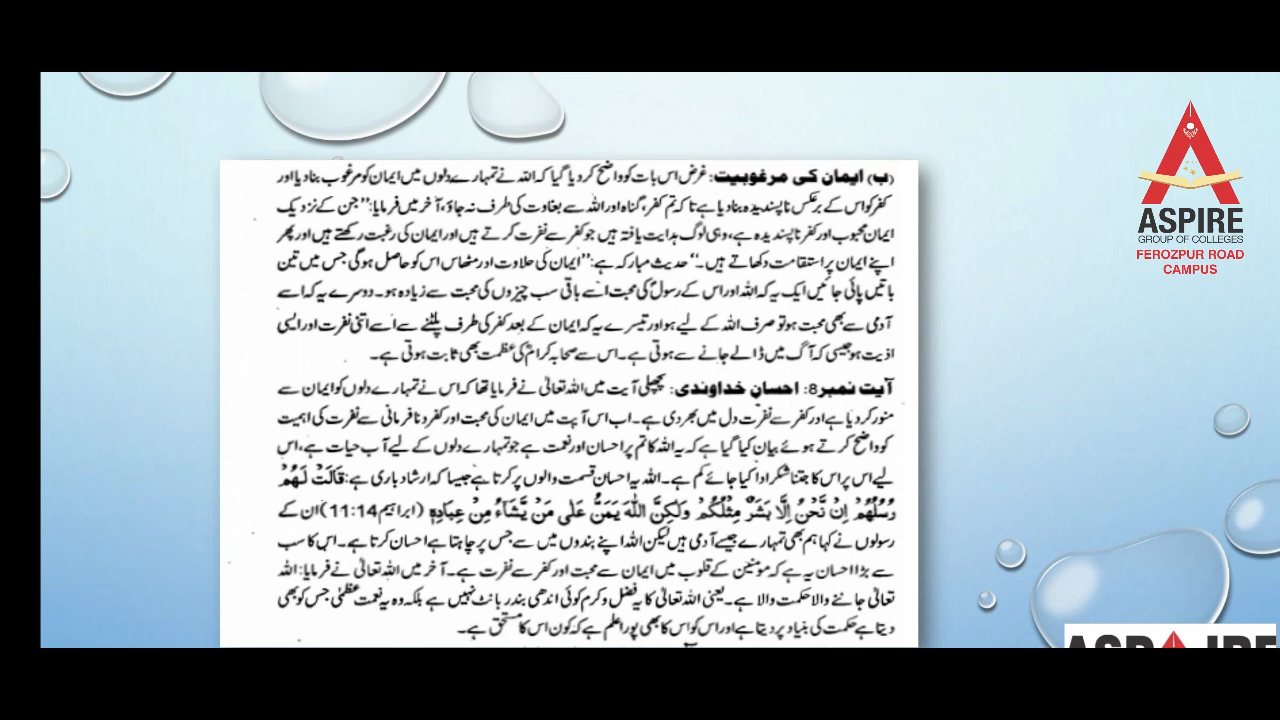 (ب) ایمان کی مرغوبیت: غرض اس بات کو واضح کر دیا گیا کہ اللہ نے تمہارے دلوں میں ایمان کو مرغوب بنا دیا اور
کفر کو اس کے برعکس ناپسندیدہ بنا دیا ہے تاکہ تم کفر، گناہ اور اللہ سے بغاوت کی طرف نہ جاؤ، آخر میں فرمایا: ”جن کے نزدیک
ایمان محبوب اور کفر ناپسندیدہ ہے، وہی لوگ ہدایت یافتہ ہیں جو کفر سے نفرت کرتے ہیں اور ایمان کی رغبت رکھتے ہیں اور پھر
اپنے ایمان پر استقامت دکھاتے ہیں۔“ حدیث مبارکہ ہے: ”ایمان کی حلاوت اور مٹھاس اس کو حاصل ہوگی جس میں تین
باتیں پائی جائیں ایک یہ کہ اللہ اور اس کے رسولؐ کی محبت اسے باقی سب چیزوں کی محبت سے زیادہ ہو۔ دوسرے یہ کہ اسے
آدمی سے بھی محبت ہو تو صرف اللہ کے لیے ہو اور تیسرے یہ کہ ایمان کے بعد کفر کی طرف پلٹنے سے اسے اتنی نفرت اور ایسی
اذیت ہو جیسی کہ آگ میں ڈالے جانے سے ہوتی ہے۔ اس سے صحابہ کرامؓ کی عظمت بھی ثابت ہوتی ہے۔
آیت نمبر 8: احسانِ خداوندی: پچھلی آیت میں اللہ تعالیٰ نے فرمایا تھا کہ اس نے تمہارے دلوں کو ایمان سے
منور کر دیا ہے اور کفر سے نفرت دل میں بھر دی ہے۔ اب اس آیت میں ایمان کی محبت اور کفر و نافرمانی سے نفرت کی اہمیت
کو واضح کرتے ہوئے بیان کیا گیا ہے کہ یہ اللہ کا تم پر احسان اور نعمت ہے جو تمہارے دلوں کے لیے آب حیات ہے، اس
لیے اس پر اس کا جتنا شکر ادا کیا جائے کم ہے۔ اللہ یہ احسان قسمت والوں پر کرتا ہے جیسا کہ ارشاد باری ہے: قَالَتْ لَهُمْ
رُسُلُهُمْ اِنْ نَّحْنُ اِلَّا بَشَرٌ مِّثْلُكُمْ وَلٰكِنَّ اللّٰهَ يَمُنُّ عَلٰى مَنْ يَّشَآءُ مِنْ عِبَادِهٖ (ابراہیم 11:14) ان کے
رسولوں نے کہا ہم بھی تمہارے جیسے آدمی ہیں لیکن اللہ اپنے بندوں میں سے جس پر چاہتا ہے احسان کرتا ہے۔ اس کا سب
سے بڑا احسان یہ ہے کہ مومنین کے قلوب میں ایمان سے محبت اور کفر سے نفرت ہے۔ آخر میں اللہ تعالیٰ نے فرمایا: اللہ
تعالیٰ جاننے والا حکمت والا ہے۔ یعنی اللہ تعالیٰ کا یہ فضل و کرم کوئی اندھی بندر بانٹ نہیں ہے بلکہ وہ یہ نعمت عظمیٰ جس کو بھی
دیتا ہے حکمت کی بنیاد پر دیتا ہے اور اس کو اس کا بھی پورا علم ہے کہ کون اس کا مستحق ہے۔
ASPIRE
GROUP OF COLLEGES
FEROZPUR ROAD
CAMPUS